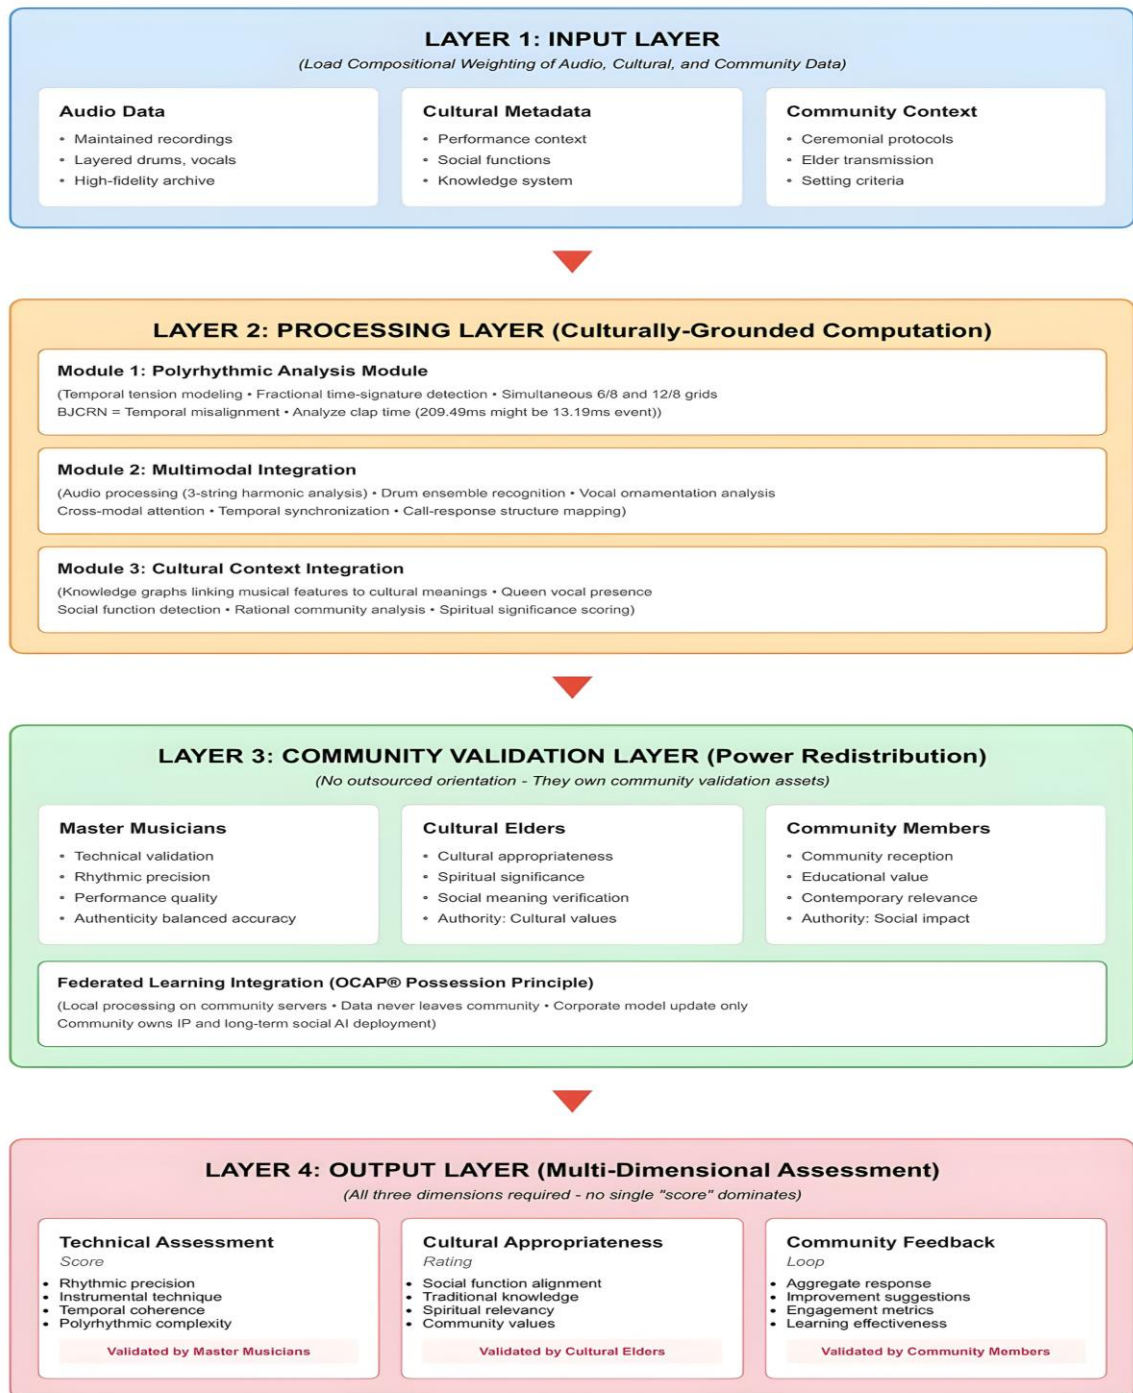 LAYER 1: INPUT LAYER
(Load Compositional Weighting of Audio, Cultural, and Community Data)
Audio Data
• Maintained recordings
• Layered drums, vocals
• High-fidelity archive
Cultural Metadata
• Performance context
• Social functions
• Knowledge system
Community Context
• Ceremonial protocols
• Elder transmission
• Setting criteria
LAYER 2: PROCESSING LAYER (Culturally-Grounded Computation)
Module 1: Polyrhythmic Analysis Module
(Temporal tension modeling • Fractional time-signature detection • Simultaneous 6/8 and 12/8 grids
BJCRN = Temporal misalignment • Analyze clap time (209.49ms might be 13.19ms event))
Module 2: Multimodal Integration
(Audio processing (3-string harmonic analysis) • Drum ensemble recognition • Vocal ornamentation analysis
Cross-modal attention • Temporal synchronization • Call-response structure mapping)
Module 3: Cultural Context Integration
(Knowledge graphs linking musical features to cultural meanings • Queen vocal presence
Social function detection • Rational community analysis • Spiritual significance scoring)
LAYER 3: COMMUNITY VALIDATION LAYER (Power Redistribution)
(No outsourced orientation - They own community validation assets)
Master Musicians
• Technical validation
• Rhythmic precision
• Performance quality
• Authenticity balanced accuracy
Cultural Elders
• Cultural appropriateness
• Spiritual significance
• Social meaning verification
• Authority: Cultural values
Community Members
• Community reception
• Educational value
• Contemporary relevance
• Authority: Social impact
Federated Learning Integration (OCAP® Possession Principle)
(Local processing on community servers • Data never leaves community • Corporate model update only
Community owns IP and long-term social AI deployment)
LAYER 4: OUTPUT LAYER (Multi-Dimensional Assessment)
(All three dimensions required - no single "score" dominates)
Technical Assessment
Score
• Rhythmic precision
• Instrumental technique
• Temporal coherence
• Polyrhythmic complexity
Validated by Master Musicians
Cultural Appropriateness
Rating
• Social function alignment
• Traditional knowledge
• Spiritual relevancy
• Community values
Validated by Cultural Elders
Community Feedback
Loop
• Aggregate response
• Improvement suggestions
• Engagement metrics
• Learning effectiveness
Validated by Community Members